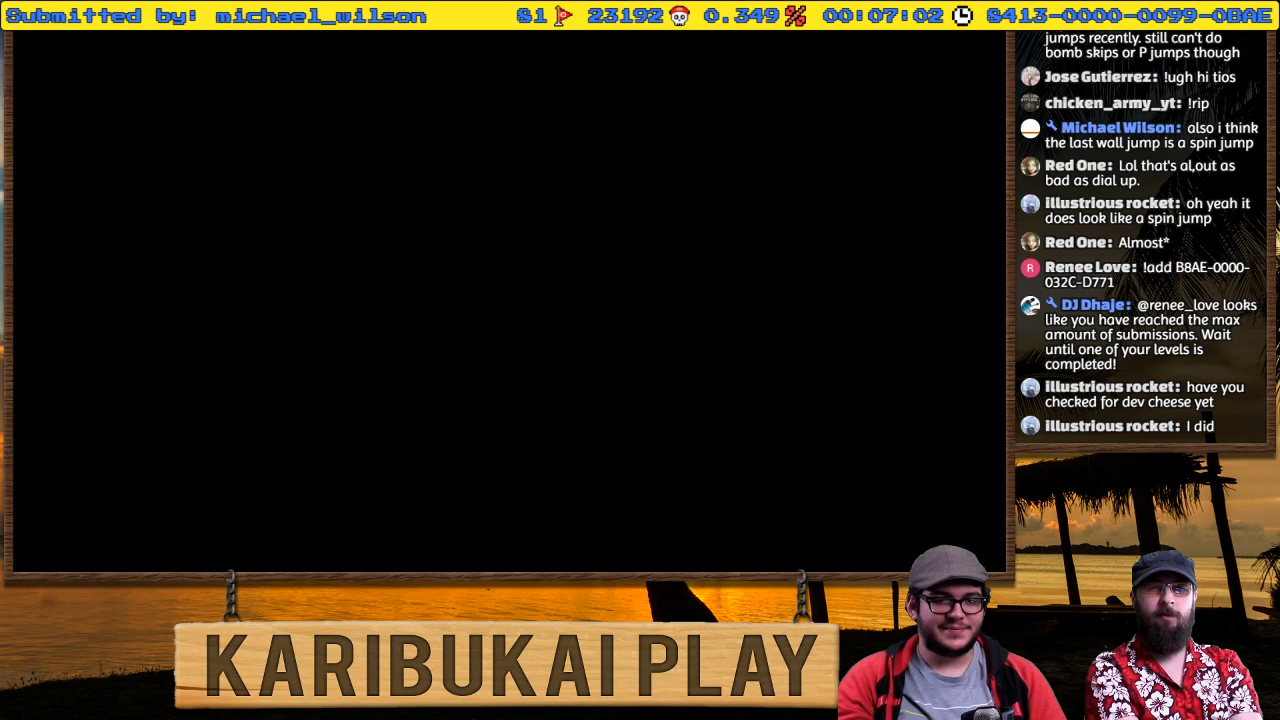 Submitted by: michael_wilson 81 23192 0.349 00:07:02 8413-0000-0099-0BAE
jumps recently. still can't do
bomb skips or P jumps though
Jose Gutierrez: !ugh hi tios
chicken_army_yt: !rip
Michael Wilson: also i think
the last wall jump is a spin jump
Red One: Lol that's al,out as
bad as dial up.
illustrious rocket: oh yeah it
does look like a spin jump
Red One: Almost*
R Renee Love: !add B8AE-0000-
032C-D771
DJ Dhaje: @renee_love looks
like you have reached the max
amount of submissions. Wait
until one of your levels is
completed!
illustrious rocket: have you
checked for dev cheese yet
illustrious rocket: I did
KARIBUKAI PLAY